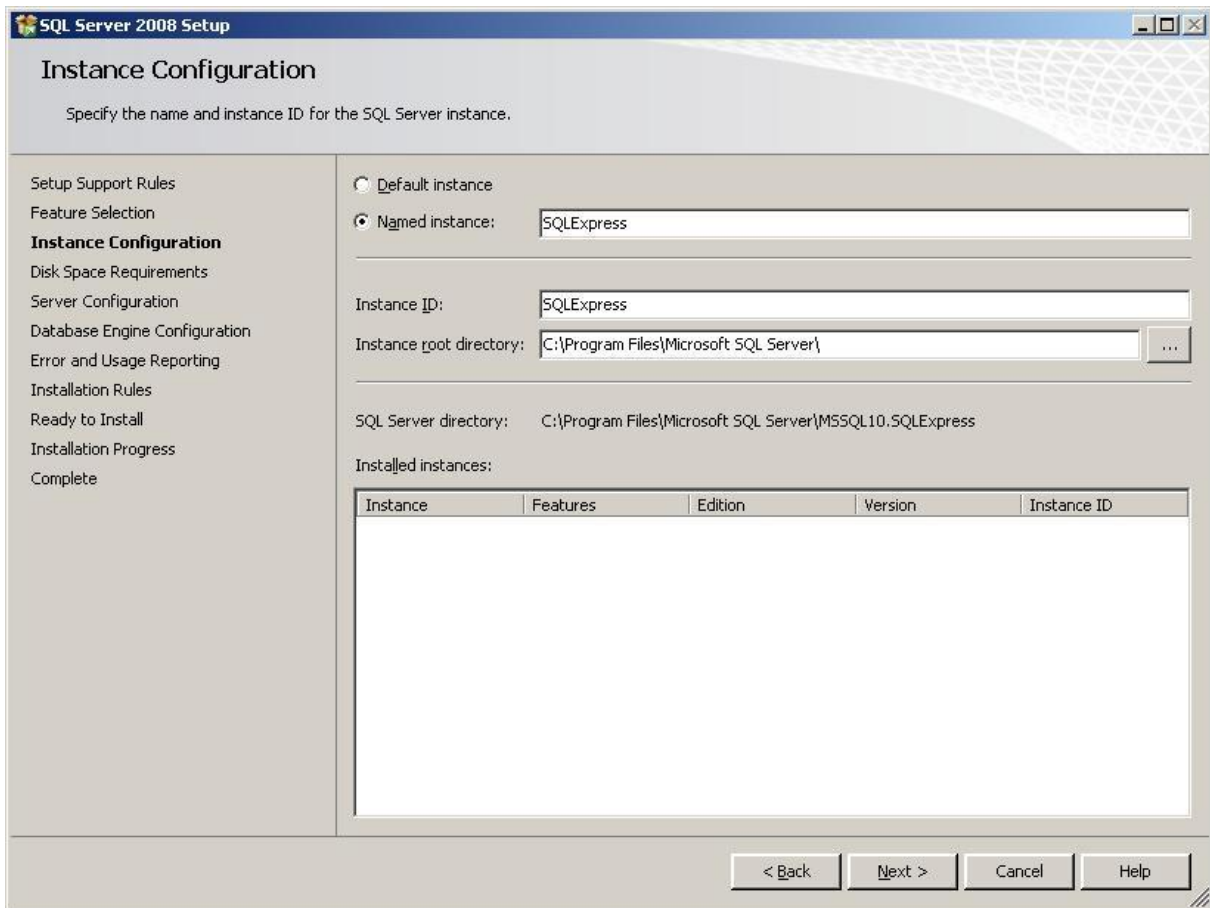 SQL Server 2008 Setup
Instance Configuration
Specify the name and instance ID for the SQL Server instance.
Setup Support Rules
Feature Selection
Instance Configuration
Disk Space Requirements
Server Configuration
Database Engine Configuration
Error and Usage Reporting
Installation Rules
Ready to Install
Installation Progress
Complete
Default instance
Named instance: SQLExpress
Instance ID: SQLExpress
Instance root directory: C:\Program Files\Microsoft SQL Server\ ...
SQL Server directory: C:\Program Files\Microsoft SQL Server\MSSQL10.SQLExpress
Installed instances:
Instance Features Edition Version Instance ID
< Back Next > Cancel Help